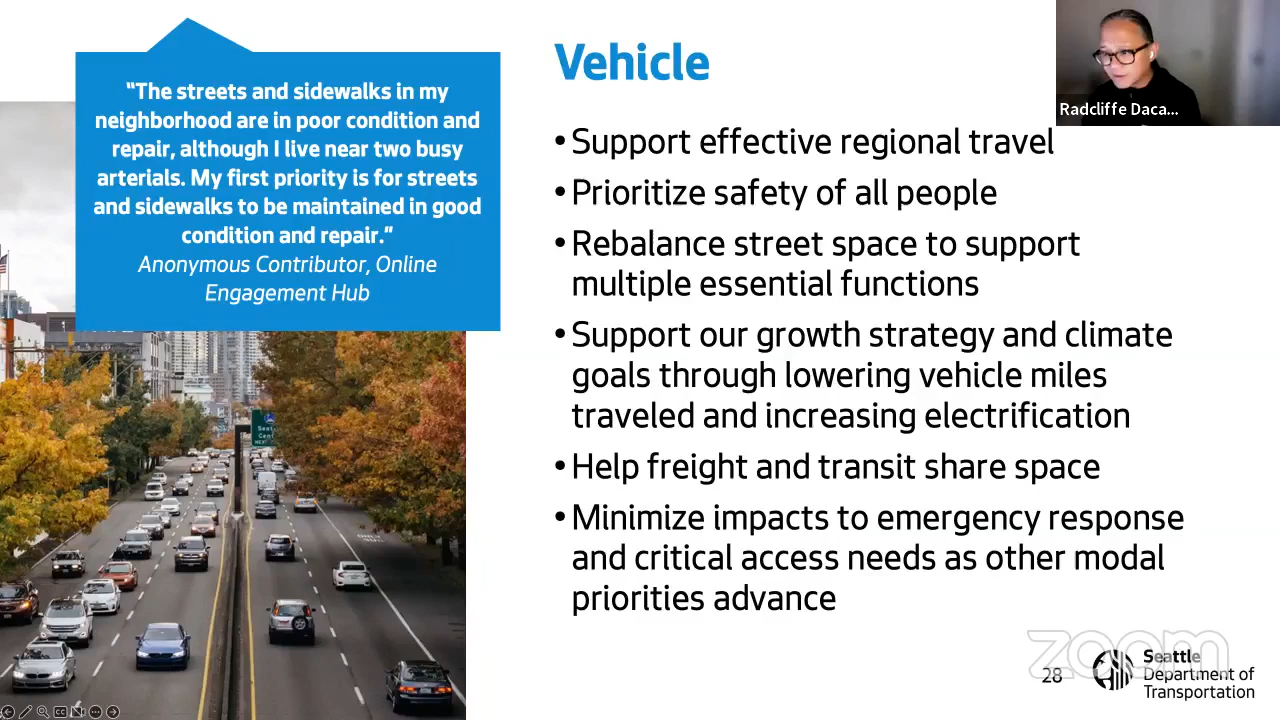 “The streets and sidewalks in my
neighborhood are in poor condition and
repair, although I live near two busy
arterials. My first priority is for streets
and sidewalks to be maintained in good
condition and repair.”
Anonymous Contributor, Online
Engagement Hub
Vehicle
•Support effective regional travel
•Prioritize safety of all people
•Rebalance street space to support
multiple essential functions
•Support our growth strategy and climate
goals through lowering vehicle miles
traveled and increasing electrification
•Help freight and transit share space
•Minimize impacts to emergency response
and critical access needs as other modal
priorities advance
Radcliffe Daca...
28
zoom
Seattle
Department of
Transportation